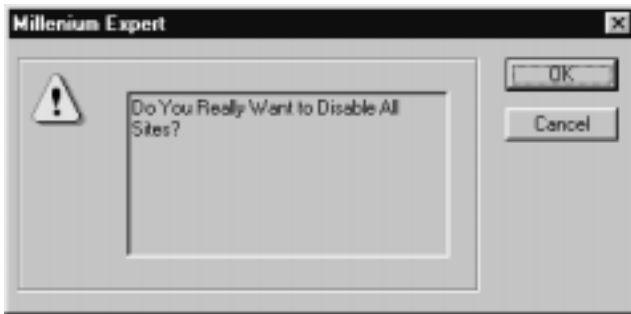 Millenium Expert
Do You Really Want to Disable All
Sites?
OK
Cancel